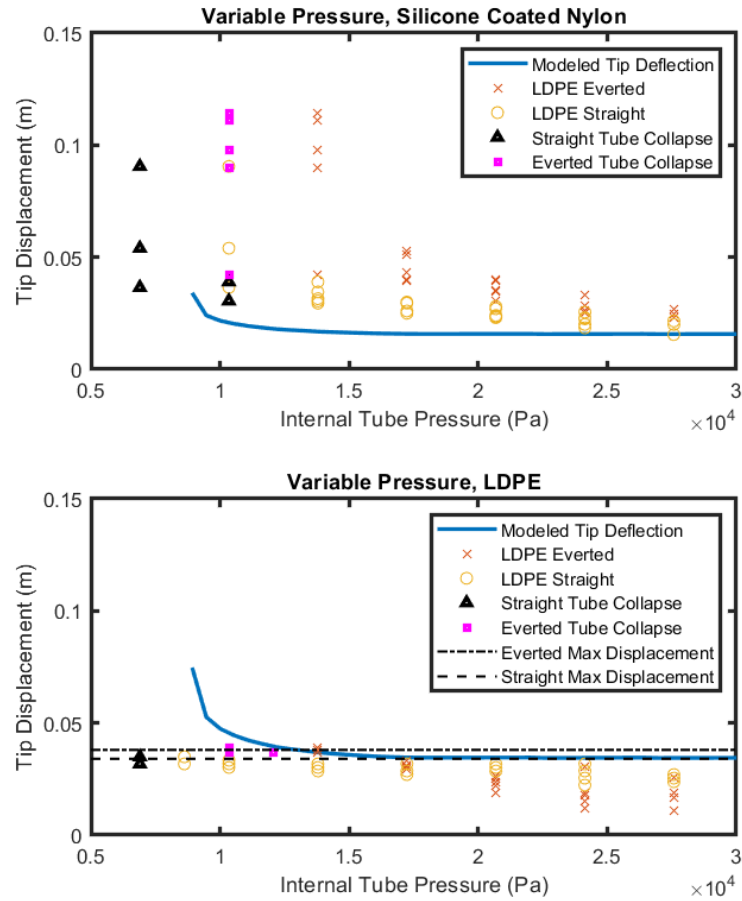 Variable Pressure, Silicone Coated Nylon
0.15
0.1
0.05
0
Tip Displacement (m)
Modeled Tip Deflection
LDPE Everted
LDPE Straight
Straight Tube Collapse
Everted Tube Collapse
0.5 1 1.5 2 2.5 3
Internal Tube Pressure (Pa)
×10^4
Variable Pressure, LDPE
0.15
0.1
0.05
0
Tip Displacement (m)
Modeled Tip Deflection
LDPE Everted
LDPE Straight
Straight Tube Collapse
Everted Tube Collapse
Everted Max Displacement
Straight Max Displacement
0.5 1 1.5 2 2.5 3
Internal Tube Pressure (Pa)
×10^4